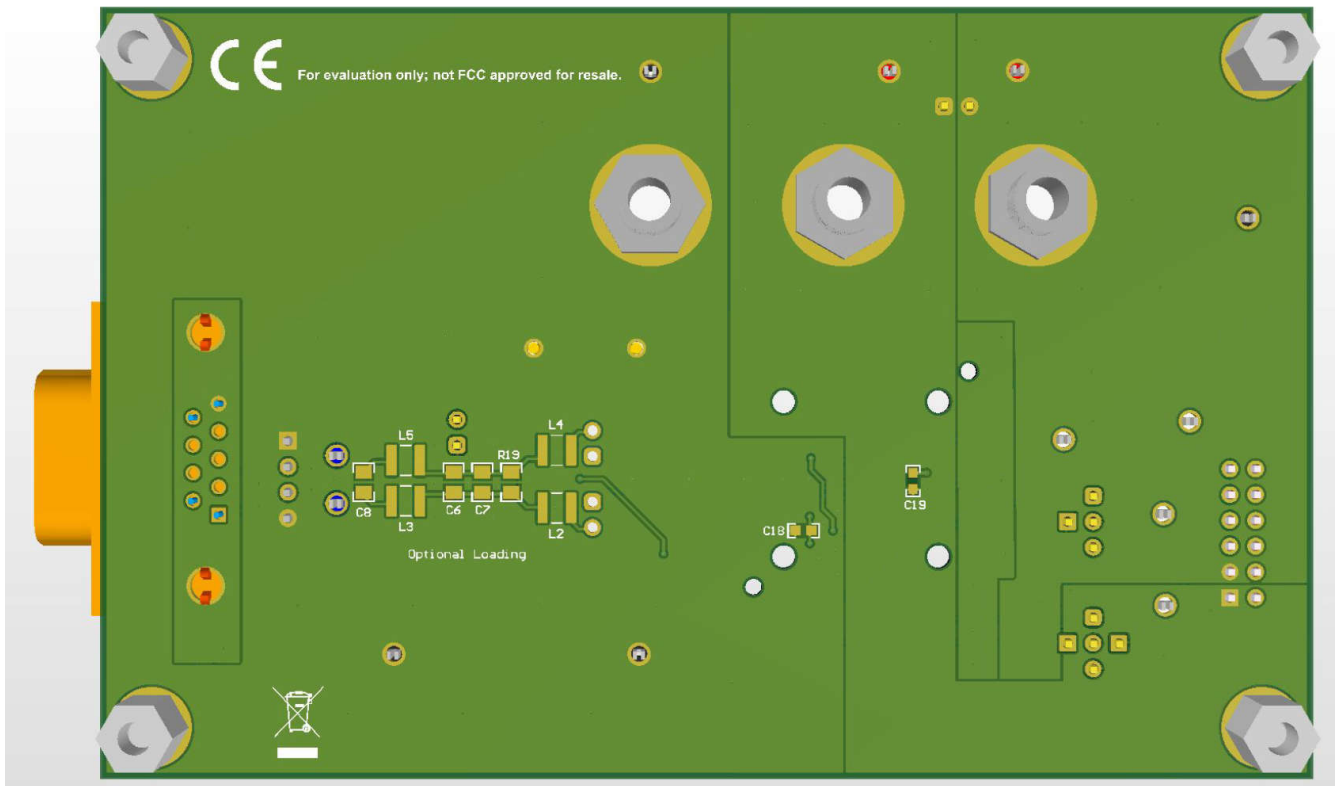 CE
For evaluation only; not FCC approved for resale.
L5
L4
R19
C8
L3
C6
C7
L2
C19
C18
Optional Loading